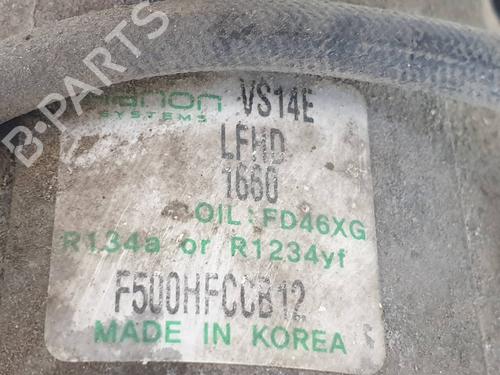 B-PARTS
Hanon VS14E
SYSTEMS
LFHD
1660
OIL : FD46XG
R134a or R1234yf
F500HFCCB12
MADE IN KOREA